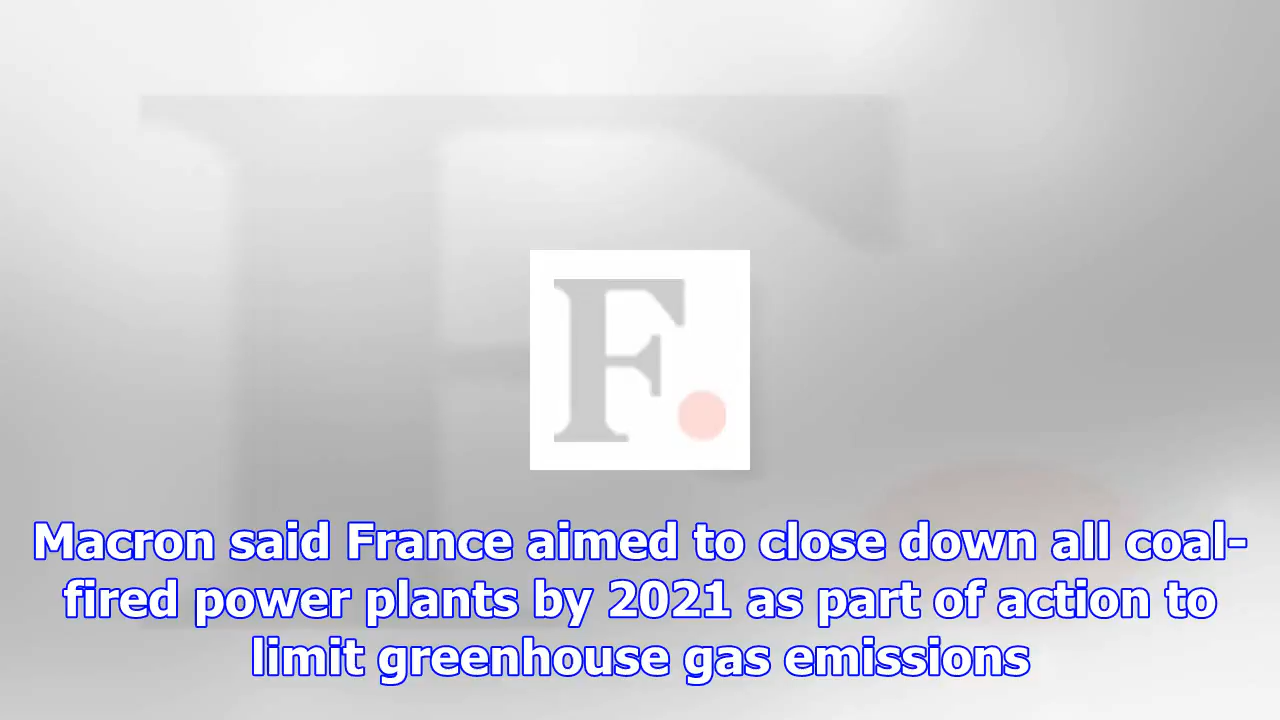 F.
Macron said France aimed to close down all coal-
fired power plants by 2021 as part of action to
limit greenhouse gas emissions